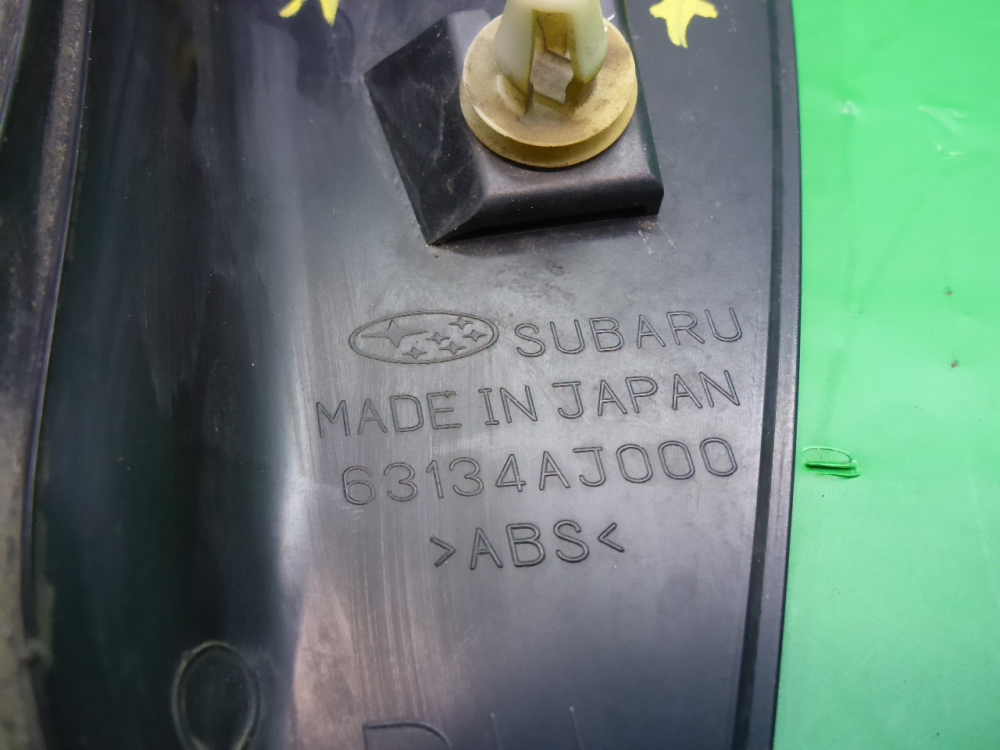 SUBARU
MADE IN JAPAN
63134AJ000
>ABS<